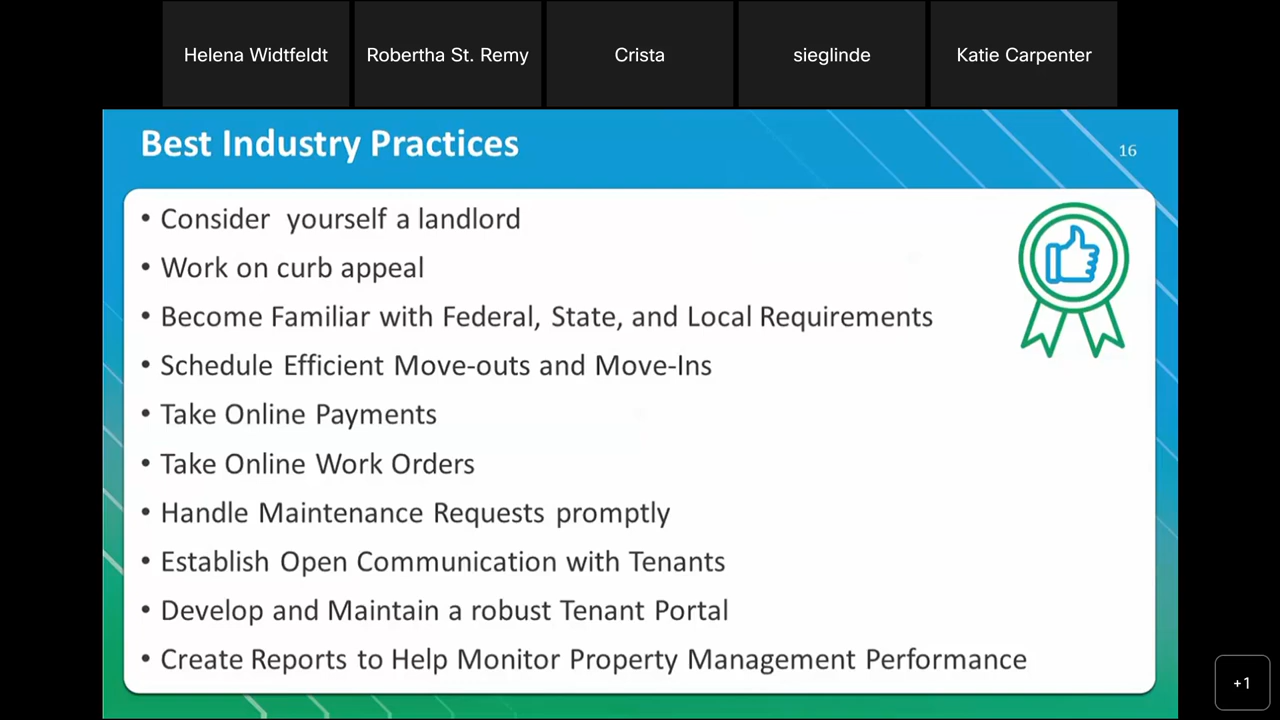 Helena Widtfeldt
Robertha St. Remy
Crista
sieglinde
Katie Carpenter
Best Industry Practices
16
• Consider  yourself a landlord
• Work on curb appeal
• Become Familiar with Federal, State, and Local Requirements
• Schedule Efficient Move-outs and Move-Ins
• Take Online Payments
• Take Online Work Orders
• Handle Maintenance Requests promptly
• Establish Open Communication with Tenants
• Develop and Maintain a robust Tenant Portal
• Create Reports to Help Monitor Property Management Performance
+1